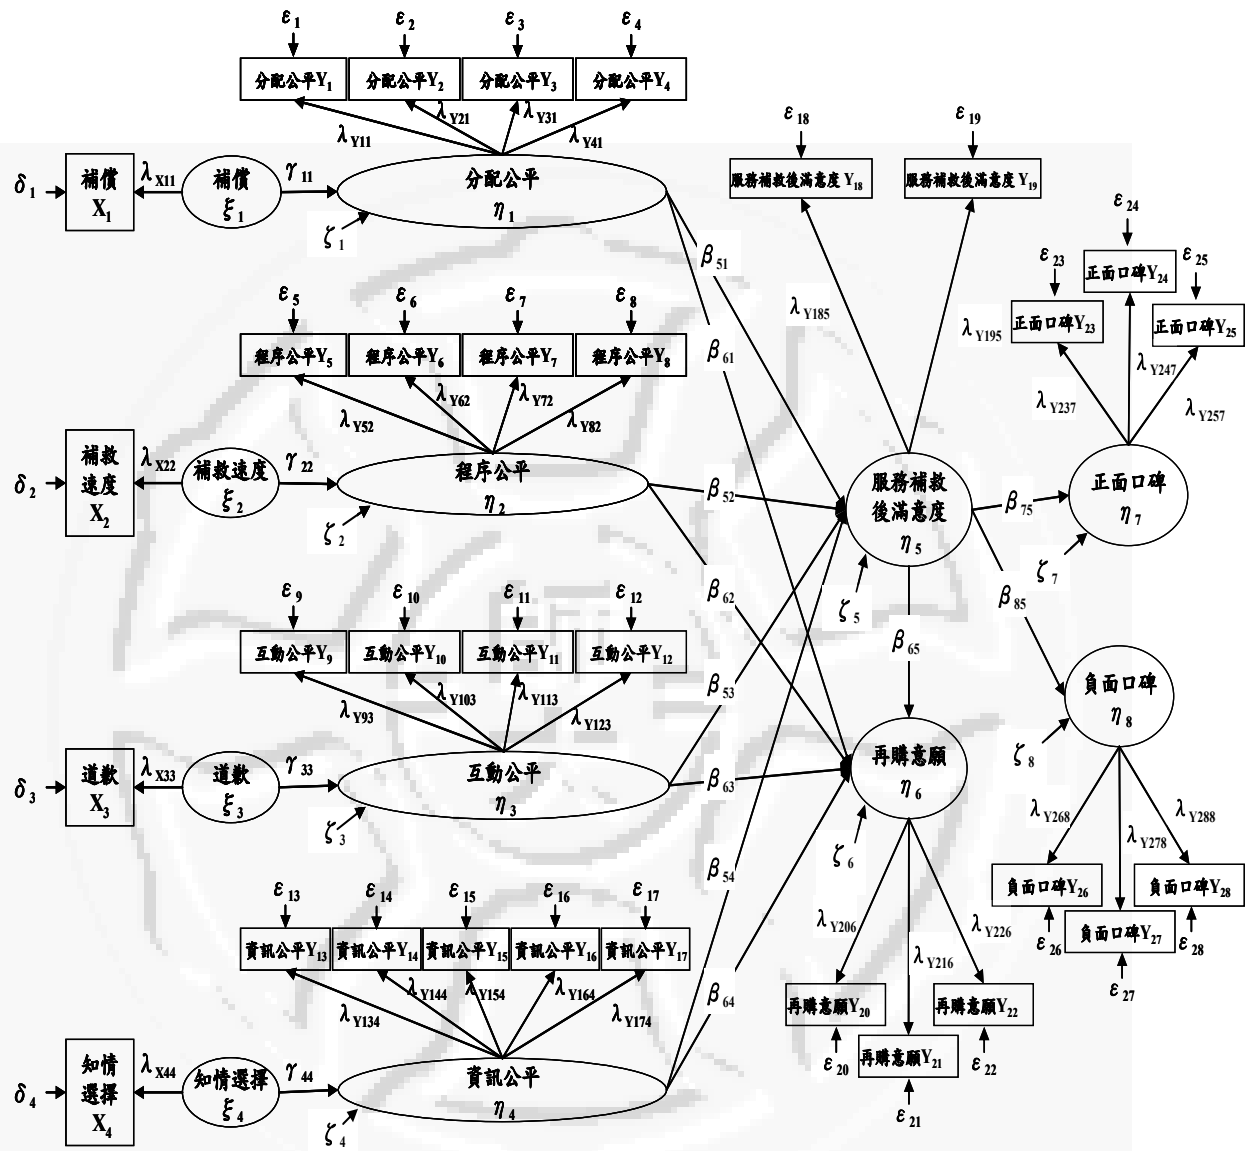 ε1 ε2 ε3 ε4
分配公平Y1 分配公平Y2 分配公平Y3 分配公平Y4
λY11 λY21 λY31 λY41
δ1 補償 X1 λX11 補償 ξ1 γ11 分配公平 η1
ζ1
ε5 ε6 ε7 ε8
程序公平Y5 程序公平Y6 程序公平Y7 程序公平Y8
λY52 λY62 λY72 λY82
δ2 補救速度 X2 λX22 補救速度 ξ2 γ22 程序公平 η2
ζ2
ε9 ε10 ε11 ε12
互動公平Y9 互動公平Y10 互動公平Y11 互動公平Y12
λY93 λY103 λY113 λY123
δ3 道歉 X3 λX33 道歉 ξ3 γ33 互動公平 η3
ζ3
ε13 ε14 ε15 ε16 ε17
資訊公平Y13 資訊公平Y14 資訊公平Y15 資訊公平Y16 資訊公平Y17
λY134 λY144 λY154 λY164 λY174
δ4 知情選擇 X4 λX44 知情選擇 ξ4 γ44 資訊公平 η4
ζ4
β51
β61
β52
β62
β53
β63
β54
β64
ε18 ε19
服務補救後滿意度 Y18 服務補救後滿意度 Y19
λY185 λY195
服務補救
後滿意度
η5
ζ5
β65
β75
β85
再購意願
η6
ζ6
λY206 λY216 λY226
再購意願Y20 再購意願Y21 再購意願Y22
ε20 ε21 ε22
ε23 ε24 ε25
正面口碑Y23 正面口碑Y24 正面口碑Y25
λY237 λY247 λY257
正面口碑
η7
ζ7
負面口碑
η8
ζ8
λY268 λY278 λY288
負面口碑Y26 負面口碑Y27 負面口碑Y28
ε26 ε27 ε28